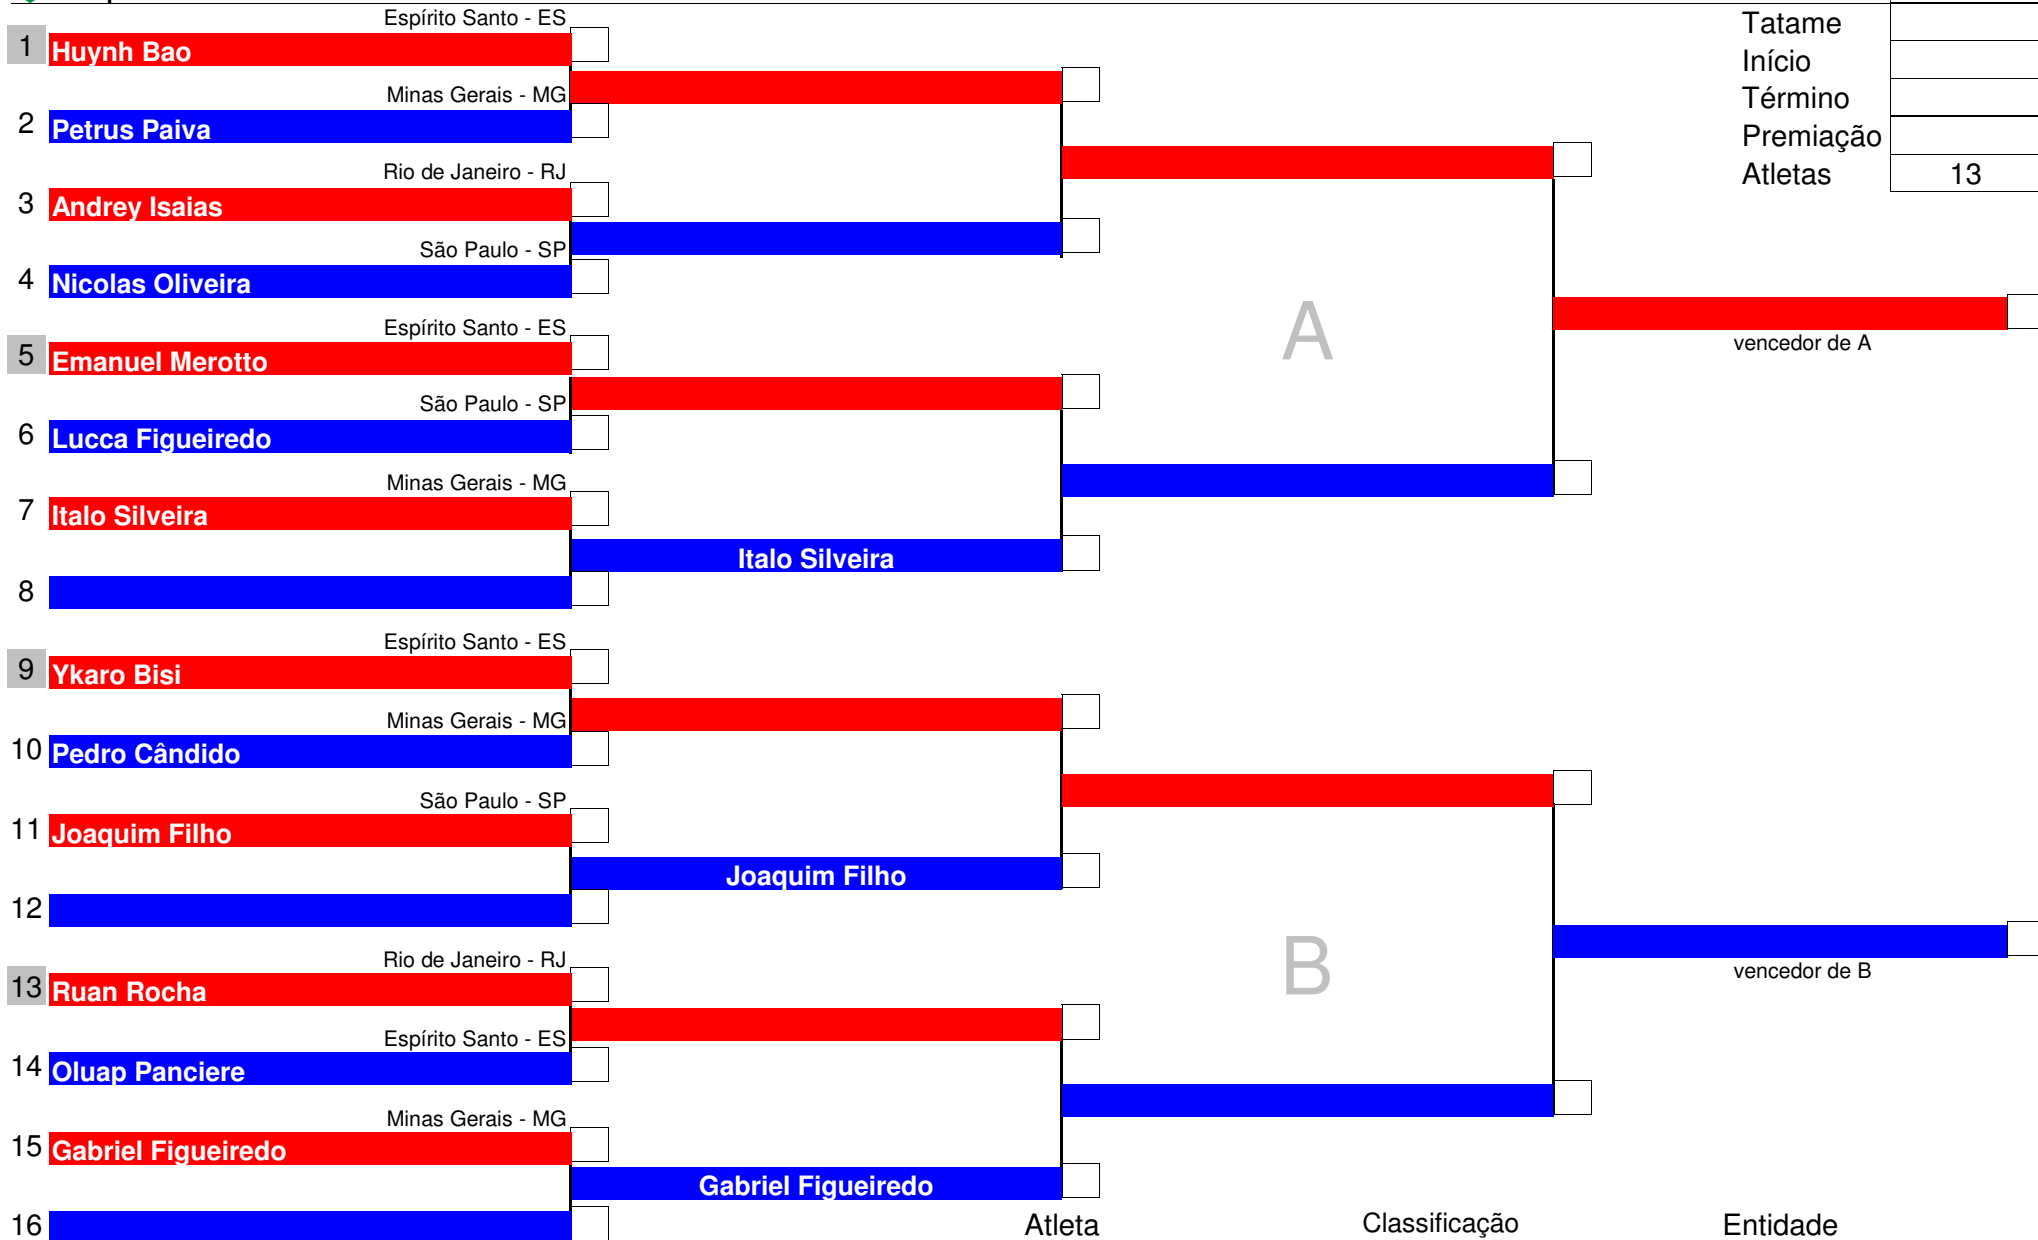 Espírito Santo - ES
1 Huynh Bao
Minas Gerais - MG
2 Petrus Paiva
Rio de Janeiro - RJ
3 Andrey Isaias
São Paulo - SP
4 Nicolas Oliveira
Espírito Santo - ES
5 Emanuel Merotto
São Paulo - SP
6 Lucca Figueiredo
Minas Gerais - MG
7 Italo Silveira
Italo Silveira
8
Espírito Santo - ES
9 Ykaro Bisi
Minas Gerais - MG
10 Pedro Cândido
São Paulo - SP
11 Joaquim Filho
Joaquim Filho
12
Rio de Janeiro - RJ
13 Ruan Rocha
Espírito Santo - ES
14 Oluap Panciere
Minas Gerais - MG
15 Gabriel Figueiredo
Gabriel Figueiredo
16
A
B
vencedor de A
vencedor de B
Tatame
Início
Término
Premiação
Atletas 13
Atleta Classificação Entidade